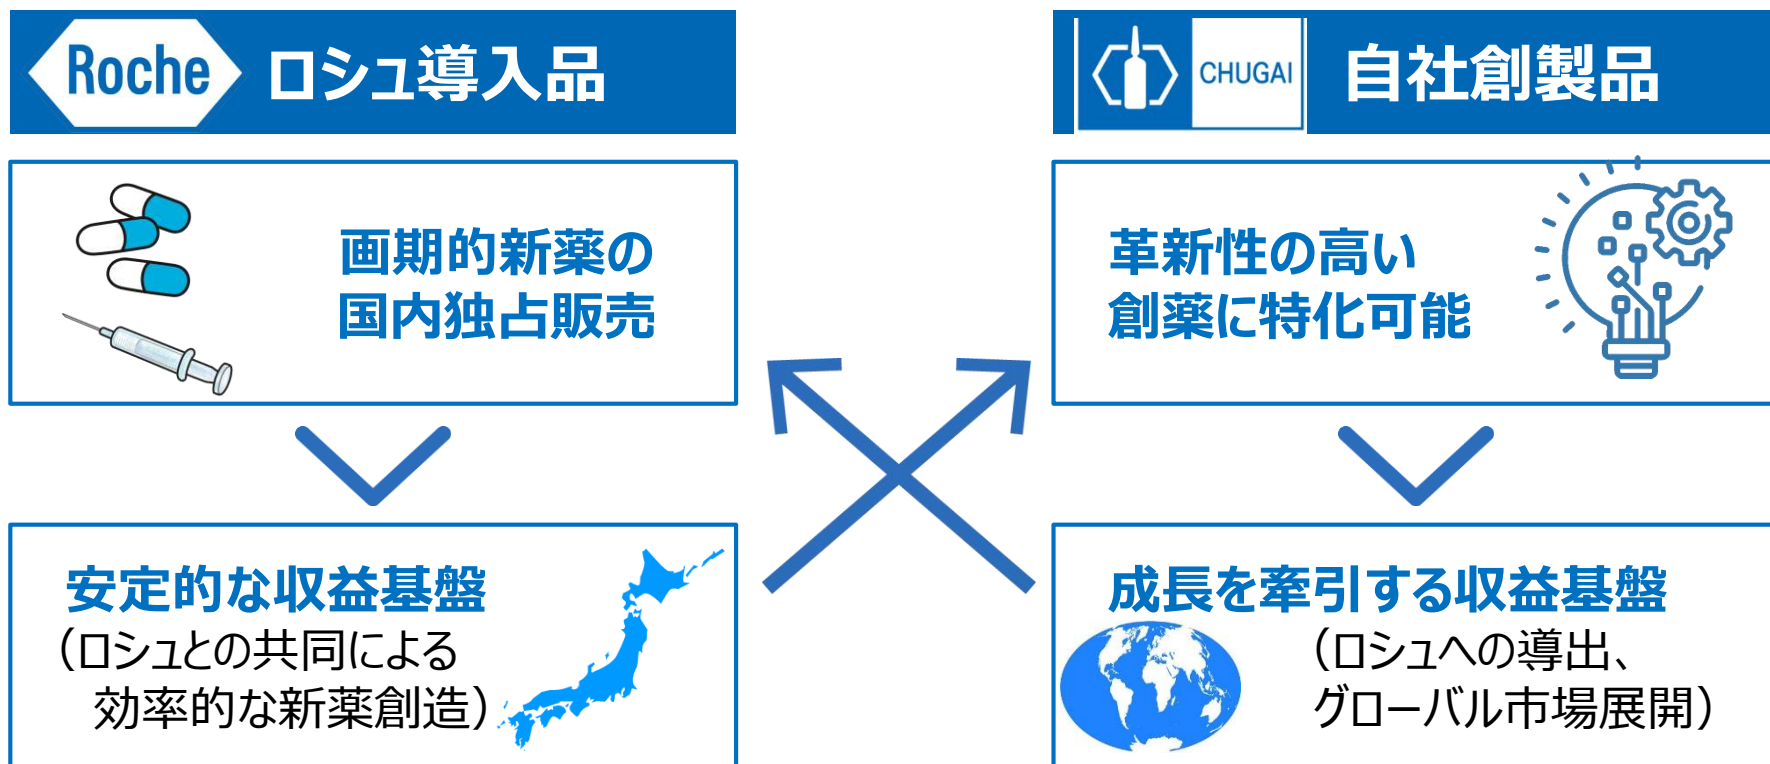 Roche
ロシュ導入品
画期的新薬の
国内独占販売
安定的な収益基盤
（ロシュとの共同による
効率的な新薬創造）
CHUGAI
自社創製品
革新性の高い
創薬に特化可能
成長を牽引する収益基盤
（ロシュへの導出、
グローバル市場展開）